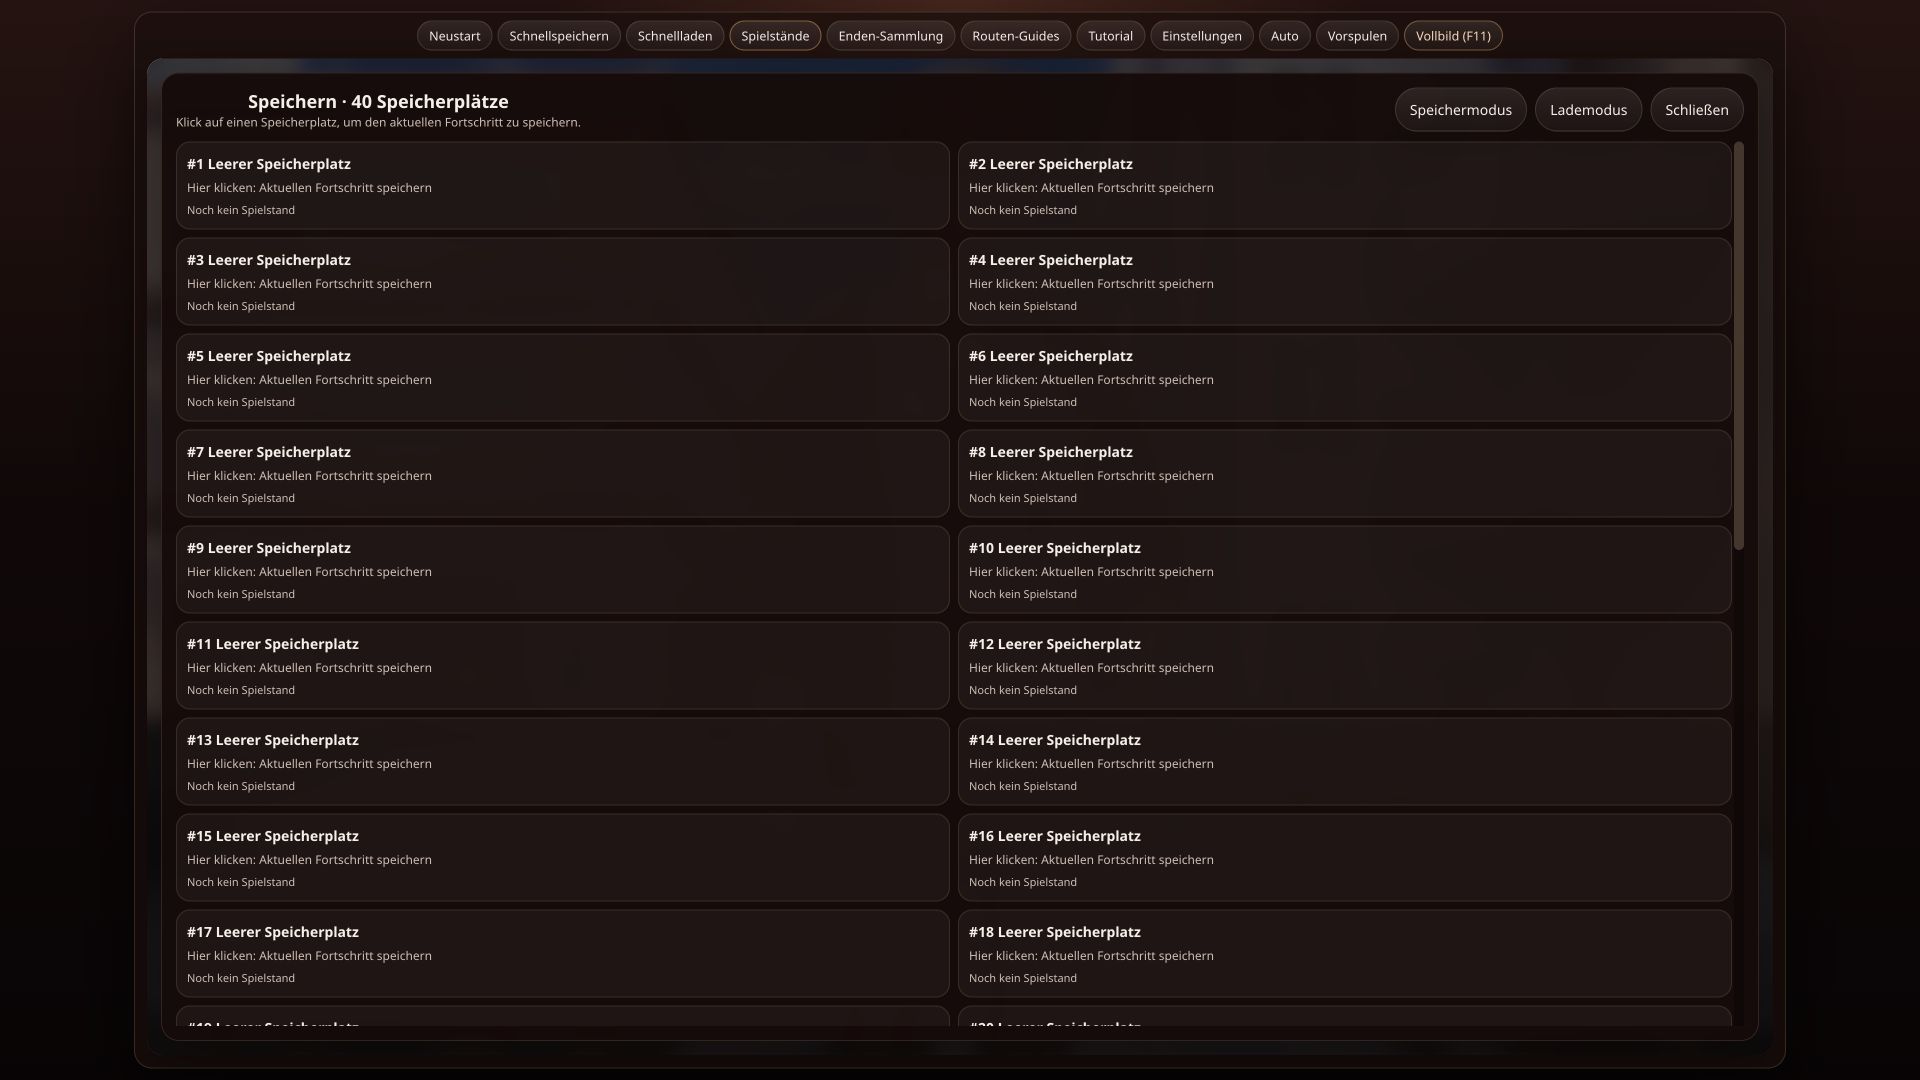 Neustart
Schnellspeichern
Schnellladen
Spielstände
Enden-Sammlung
Routen-Guides
Tutorial
Einstellungen
Auto
Vorspulen
Vollbild (F11)
Speichern · 40 Speicherplätze
Klick auf einen Speicherplatz, um den aktuellen Fortschritt zu speichern.
Speichermodus
Lademodus
Schließen
#1 Leerer Speicherplatz
Hier klicken: Aktuellen Fortschritt speichern
Noch kein Spielstand
#2 Leerer Speicherplatz
Hier klicken: Aktuellen Fortschritt speichern
Noch kein Spielstand
#3 Leerer Speicherplatz
Hier klicken: Aktuellen Fortschritt speichern
Noch kein Spielstand
#4 Leerer Speicherplatz
Hier klicken: Aktuellen Fortschritt speichern
Noch kein Spielstand
#5 Leerer Speicherplatz
Hier klicken: Aktuellen Fortschritt speichern
Noch kein Spielstand
#6 Leerer Speicherplatz
Hier klicken: Aktuellen Fortschritt speichern
Noch kein Spielstand
#7 Leerer Speicherplatz
Hier klicken: Aktuellen Fortschritt speichern
Noch kein Spielstand
#8 Leerer Speicherplatz
Hier klicken: Aktuellen Fortschritt speichern
Noch kein Spielstand
#9 Leerer Speicherplatz
Hier klicken: Aktuellen Fortschritt speichern
Noch kein Spielstand
#10 Leerer Speicherplatz
Hier klicken: Aktuellen Fortschritt speichern
Noch kein Spielstand
#11 Leerer Speicherplatz
Hier klicken: Aktuellen Fortschritt speichern
Noch kein Spielstand
#12 Leerer Speicherplatz
Hier klicken: Aktuellen Fortschritt speichern
Noch kein Spielstand
#13 Leerer Speicherplatz
Hier klicken: Aktuellen Fortschritt speichern
Noch kein Spielstand
#14 Leerer Speicherplatz
Hier klicken: Aktuellen Fortschritt speichern
Noch kein Spielstand
#15 Leerer Speicherplatz
Hier klicken: Aktuellen Fortschritt speichern
Noch kein Spielstand
#16 Leerer Speicherplatz
Hier klicken: Aktuellen Fortschritt speichern
Noch kein Spielstand
#17 Leerer Speicherplatz
Hier klicken: Aktuellen Fortschritt speichern
Noch kein Spielstand
#18 Leerer Speicherplatz
Hier klicken: Aktuellen Fortschritt speichern
Noch kein Spielstand